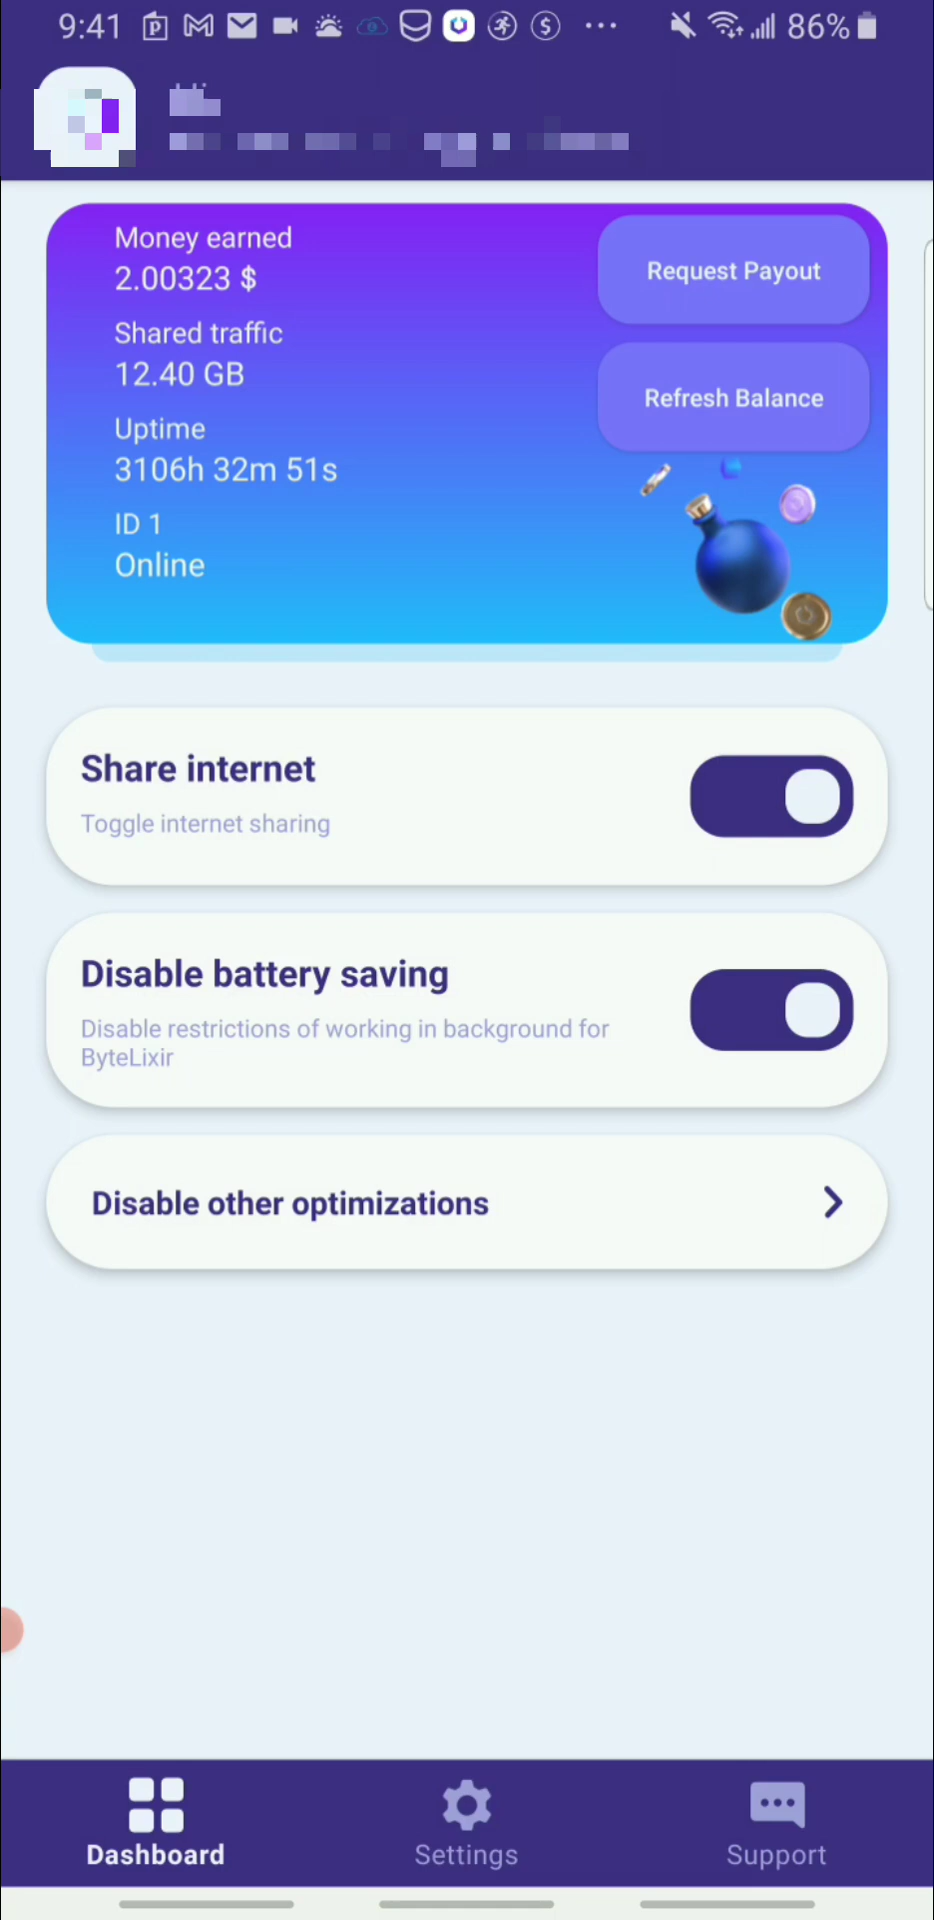 9:41
86%
Money earned
2.00323 $
Request Payout
Shared traffic
12.40 GB
Refresh Balance
Uptime
3106h 32m 51s
ID 1
Online
Share internet
Toggle internet sharing
Disable battery saving
Disable restrictions of working in background for
ByteLixir
Disable other optimizations
Dashboard
Settings
Support